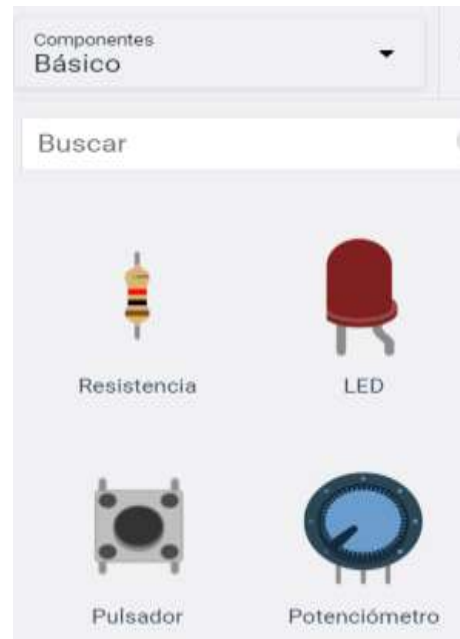 Componentes
Básico
Buscar
Resistencia
LED
Pulsador
Potenciómetro